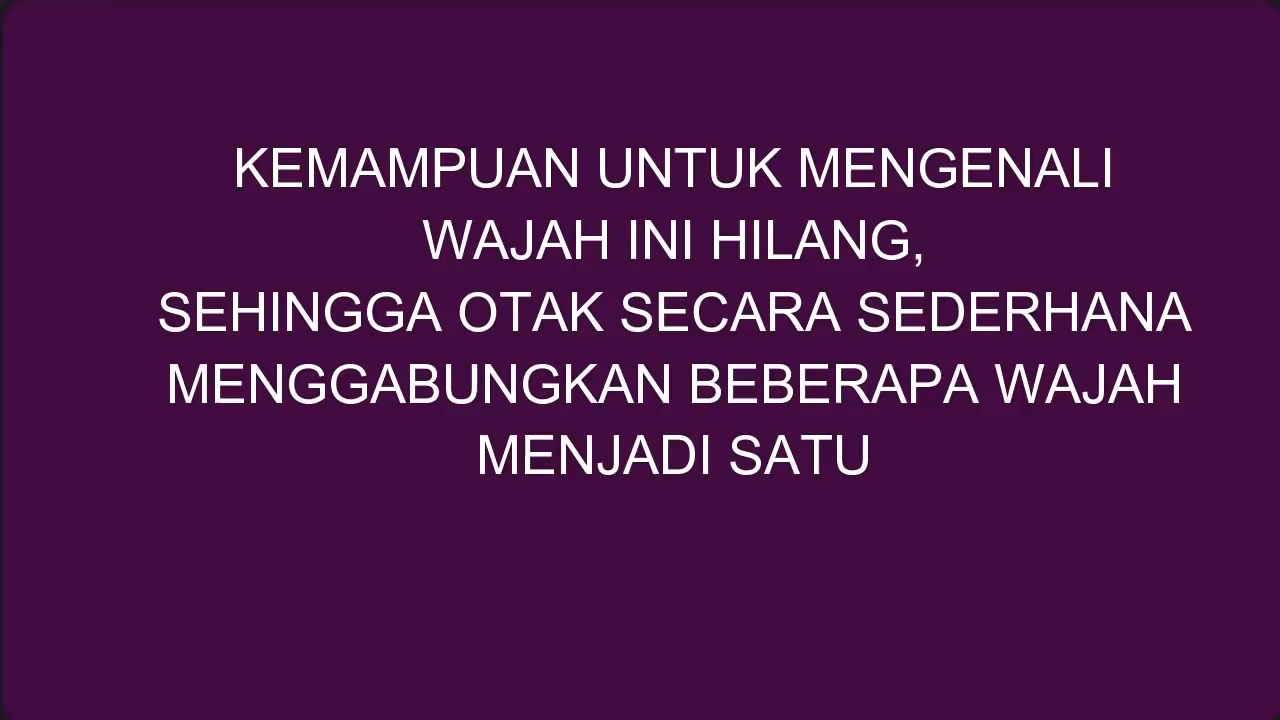 KEMAMPUAN UNTUK MENGENALI
WAJAH INI HILANG,
SEHINGGA OTAK SECARA SEDERHANA
MENGGABUNGKAN BEBERAPA WAJAH
MENJADI SATU